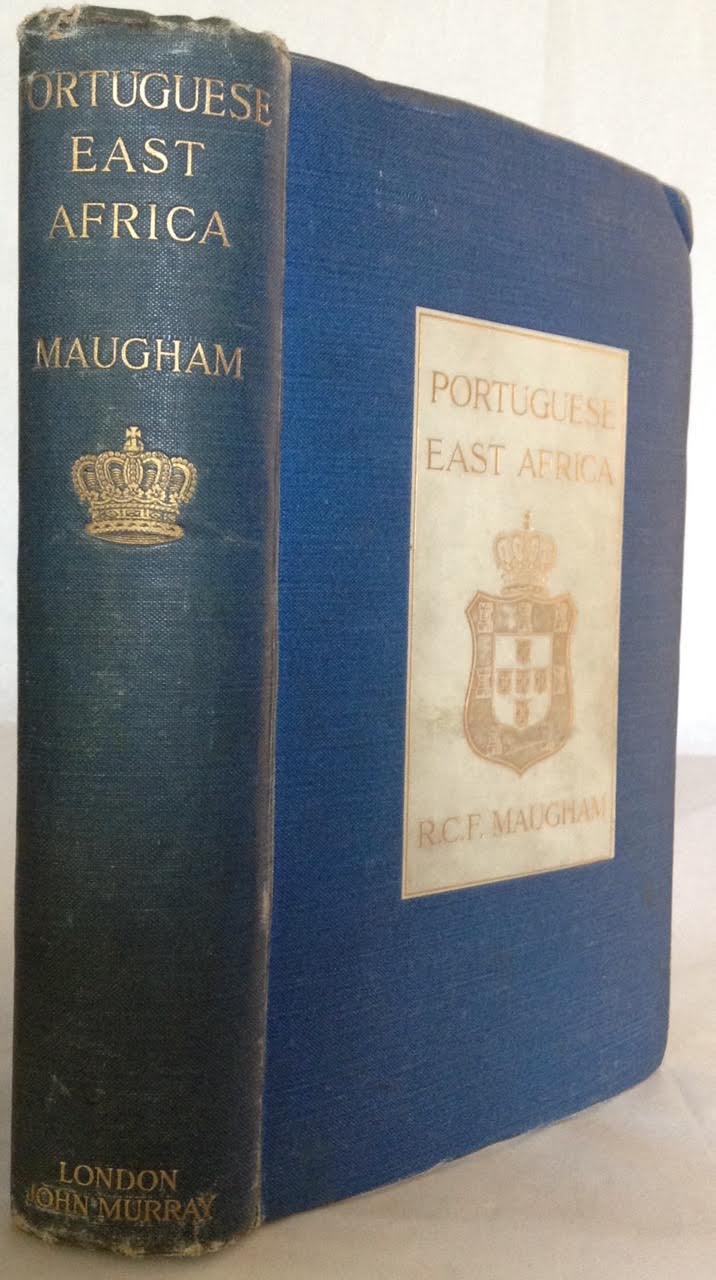 PORTUGUESE
EAST
AFRICA
MAUGHAM
LONDON
JOHN MURRAY
PORTUGUESE
EAST AFRICA
R.C.F. MAUGHAM